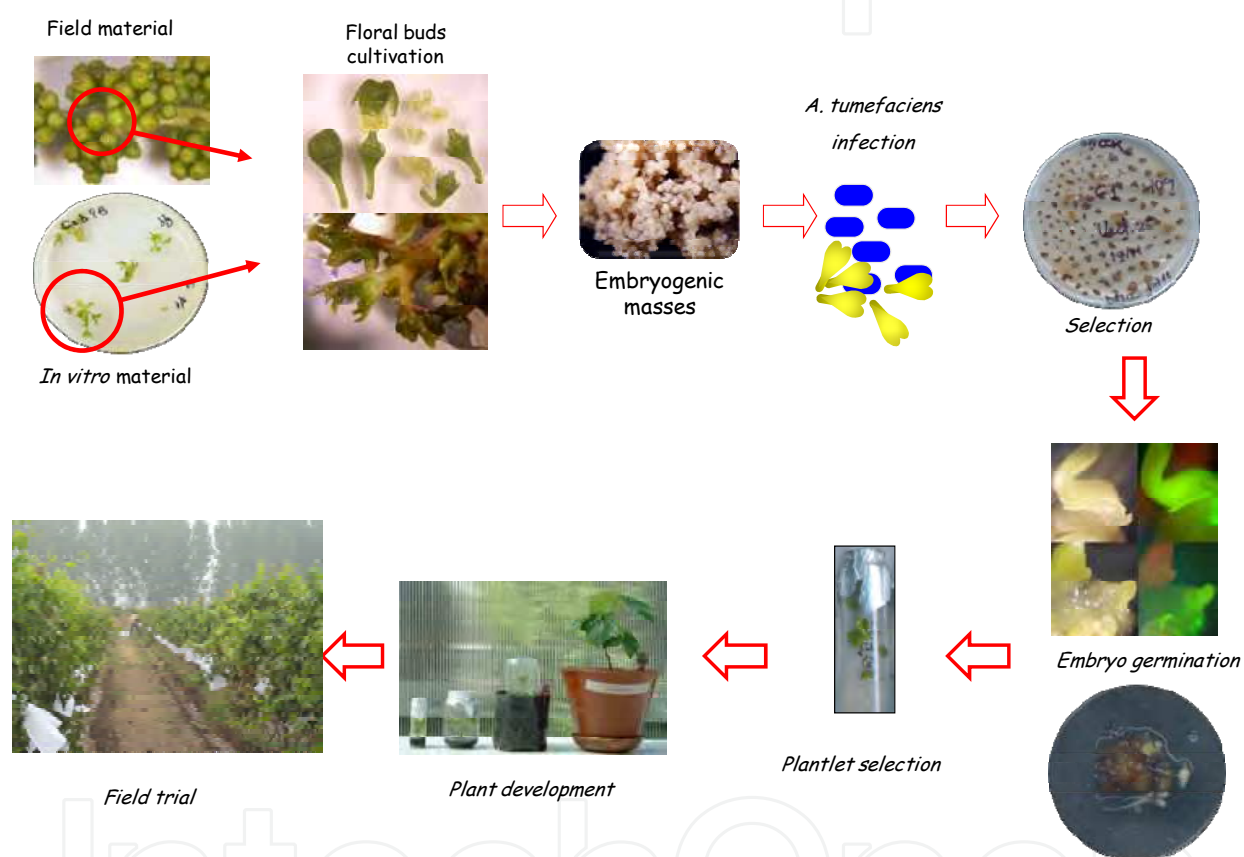 Field material
Floral buds
cultivation
A. tumefaciens
infection
Embryogenic
masses
Selection
In vitro material
Embryo germination
Plantlet selection
Plant development
Field trial